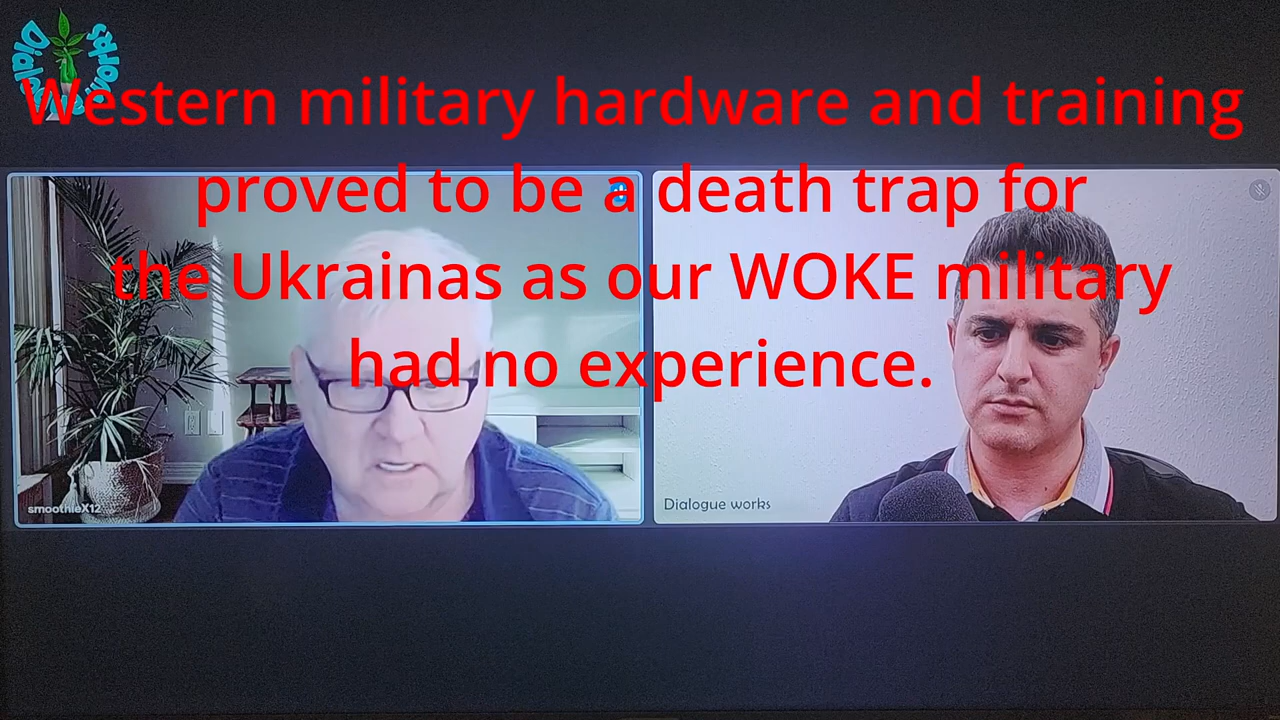 Western military hardware and training
proved to be a death trap for
the Ukrainas as our WOKE military
had no experience.
smoothieX12
Dialogue works